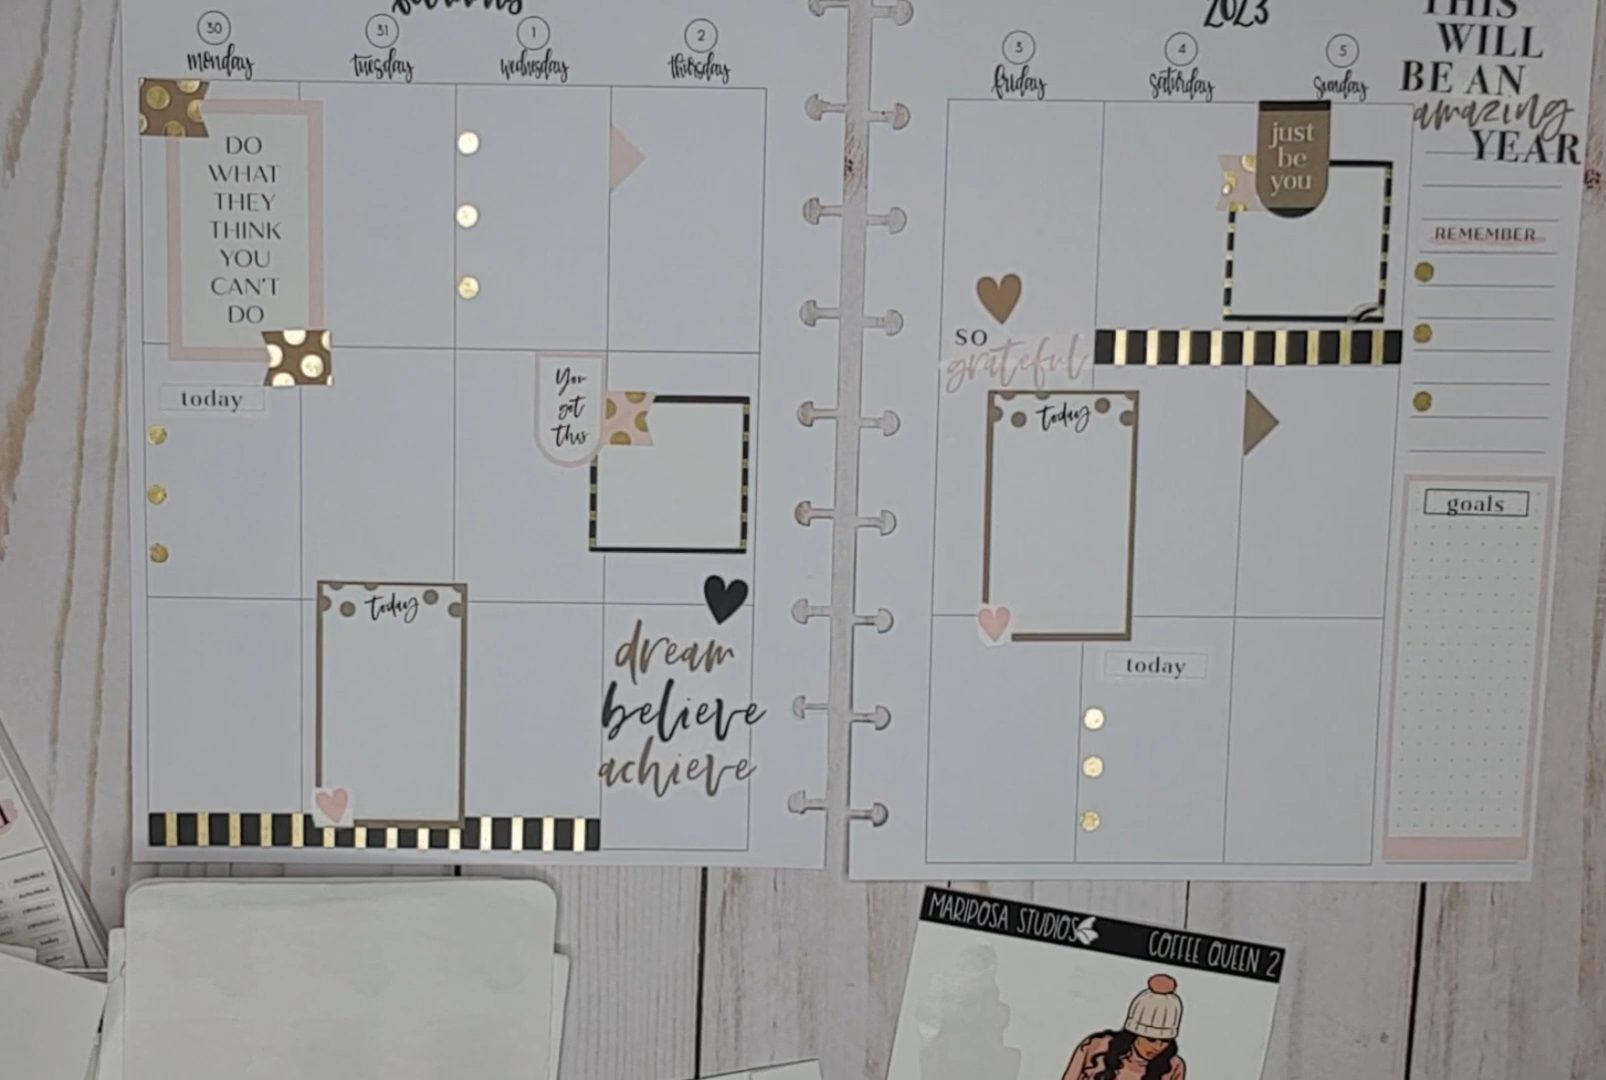 2023
30
31
1
2
3
4
5
monday
tuesday
wednesday
thursday
friday
saturday
sunday
THIS
WILL
BE AN
amazing
YEAR
DO
WHAT
THEY
THINK
YOU
CAN'T
DO
just
be
you
REMEMBER
SO
grateful
today
You
got
this
today
goals
today
dream
believe
achieve
today
MARIPOSA STUDIOS
COFFEE QUEEN 2